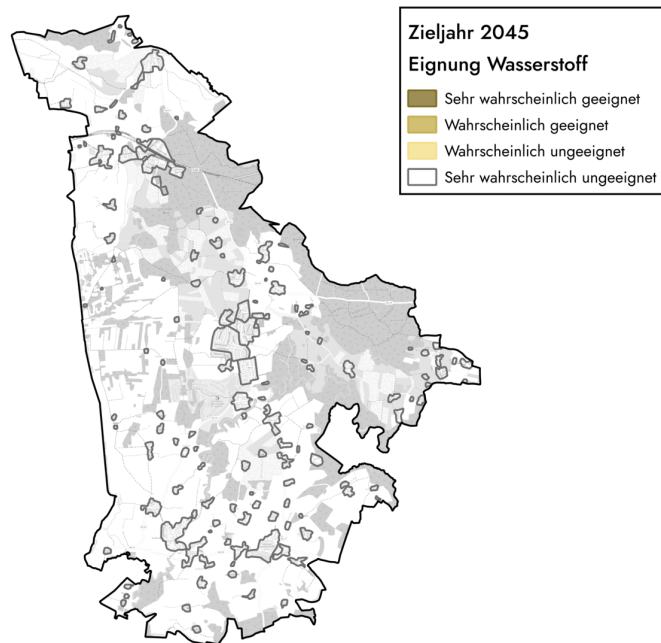 Zieljahr 2045
Eignung Wasserstoff
Sehr wahrscheinlich geeignet
Wahrscheinlich geeignet
Wahrscheinlich ungeeignet
Sehr wahrscheinlich ungeeignet